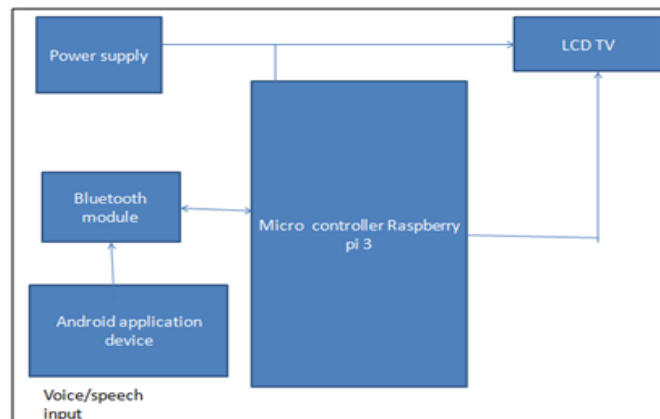 Power supply
LCD TV
Bluetooth
module
Micro controller Raspberry
pi 3
Android application
device
Voice/speech
input